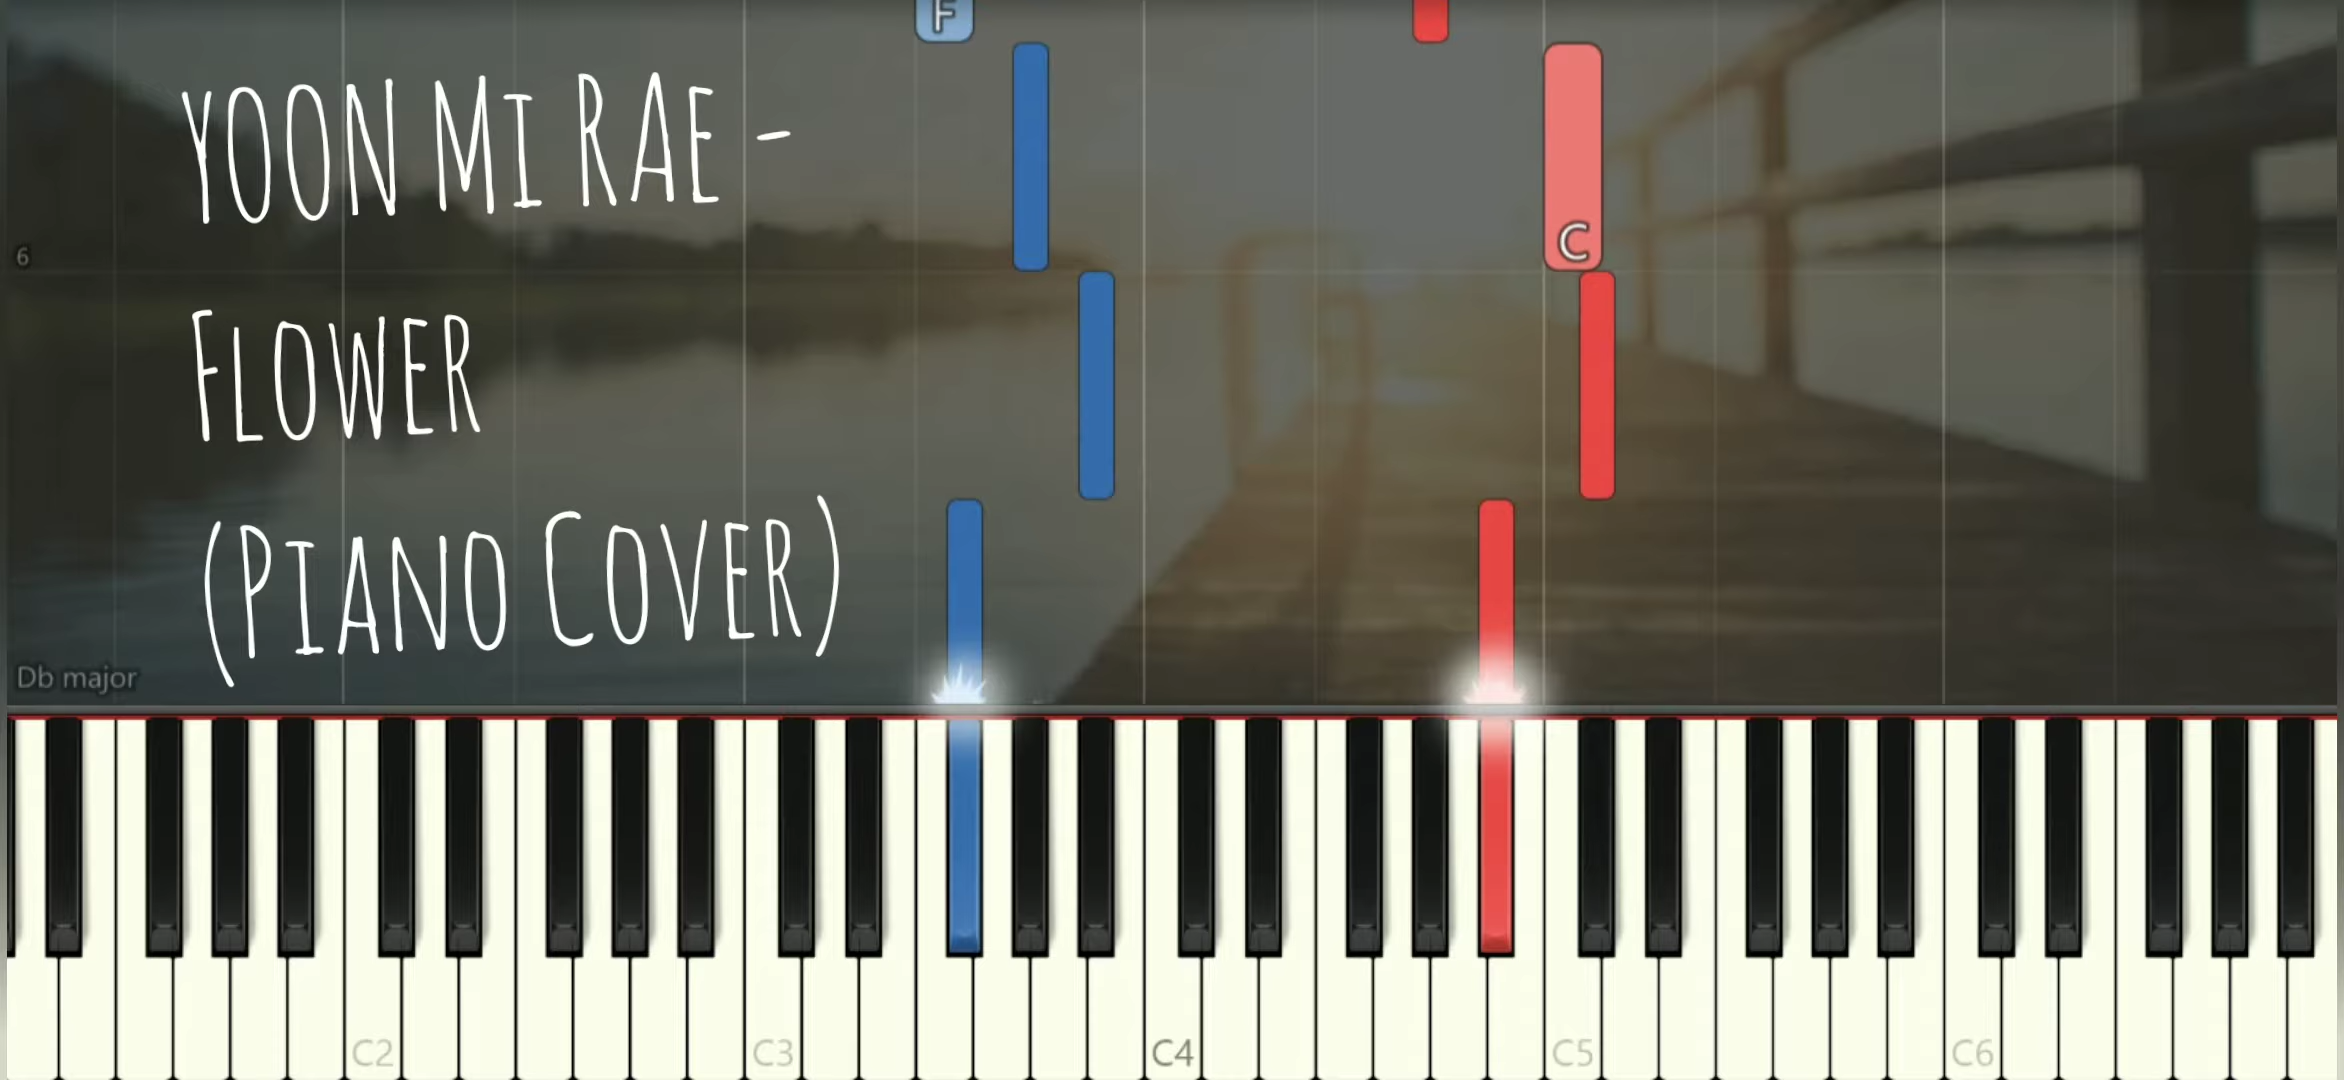 F
YOON MI RAE -
C
6
FLOWER
(PIANO COVER)
Db major
C2 C3 C4 C5 C6